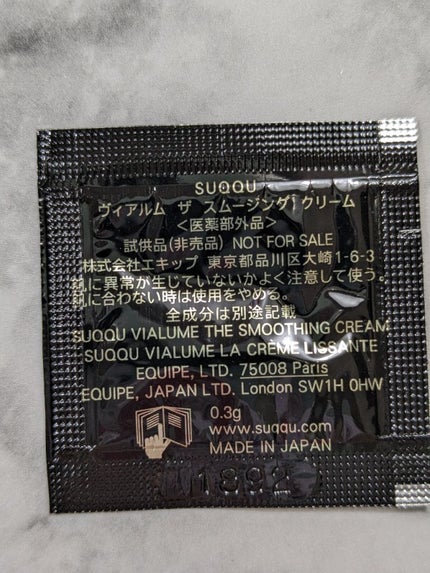 SUQQU
ヴィアルム ザ スムージング クリーム
<医薬部外品>
試供品(非売品) NOT FOR SALE
株式会社エキップ 東京都品川区大崎1-6-3
肌に異常が生じていないかよく注意して使う。
肌に合わない時は使用をやめる。
全成分は別途記載
SUQQU VIALUME THE SMOOTHING CREAM
SUQQU VIALUME LA CRÈME LISSANTE
EQUIPE, LTD. 75008 Paris
EQUIPE, JAPAN LTD. London SW1H 0HW
0.3g
www.suqqu.com
MADE IN JAPAN
1892